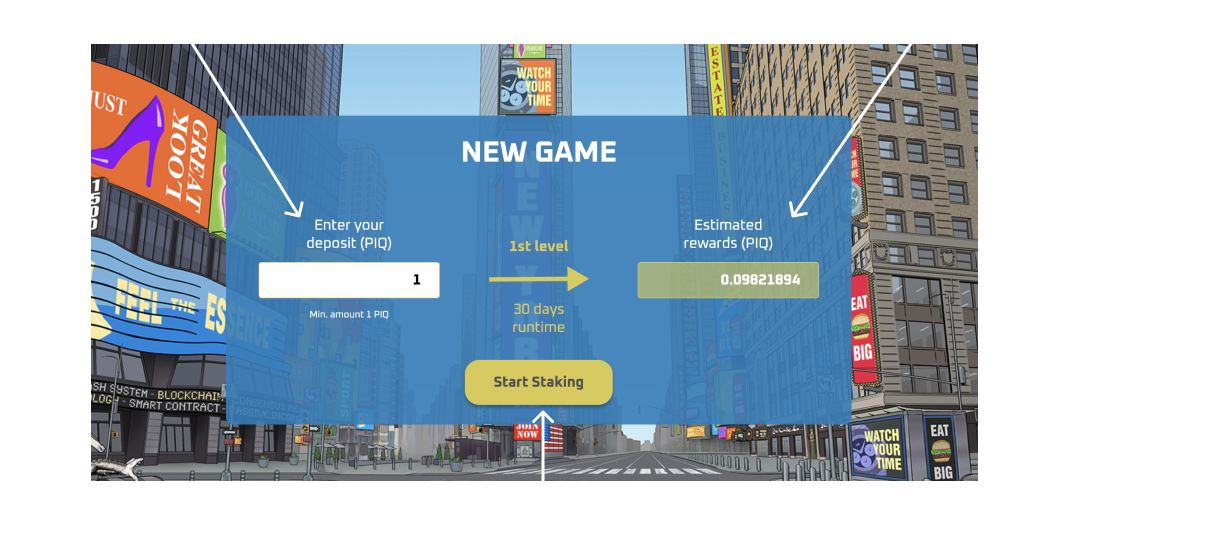 WATCH
YOUR
TIME
ESTATE
JUST
GREAT
LOOK
NEW GAME
Enter your
deposit (PIQ)
1
Min. amount 1 PIQ
1st level
30 days
runtime
Estimated
rewards (PIQ)
0.09821894
Start Staking
NEW
FEEL THE ESSENCE
EAT
BIG
SYSTEM - BLOCKCHAIN
- SMART CONTRACT -
JOIN
NOW
WATCH
YOUR
TIME
EAT
BIG